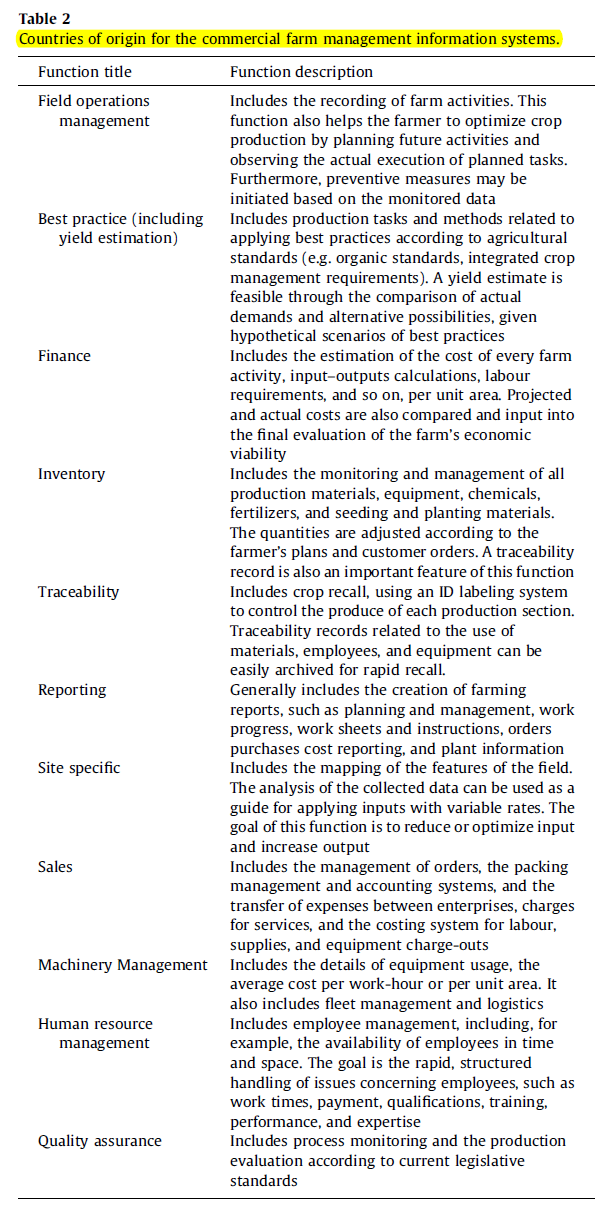 Table 2
Countries of origin for the commercial farm management information systems.
Function title Function description
Field operations management Includes the recording of farm activities. This
function also helps the farmer to optimize crop
production by planning future activities and
observing the actual execution of planned tasks.
Furthermore, preventive measures may be
initiated based on the monitored data
Best practice (including yield estimation) Includes production tasks and methods related to
applying best practices according to agricultural
standards (e.g. organic standards, integrated crop
management requirements). A yield estimate is
feasible through the comparison of actual
demands and alternative possibilities, given
hypothetical scenarios of best practices
Finance Includes the estimation of the cost of every farm
activity, input–outputs calculations, labour
requirements, and so on, per unit area. Projected
and actual costs are also compared and input into
the final evaluation of the farm's economic
viability
Inventory Includes the monitoring and management of all
production materials, equipment, chemicals,
fertilizers, and seeding and planting materials.
The quantities are adjusted according to the
farmer's plans and customer orders. A traceability
record is also an important feature of this function
Traceability Includes crop recall, using an ID labeling system
to control the produce of each production section.
Traceability records related to the use of
materials, employees, and equipment can be
easily archived for rapid recall.
Reporting Generally includes the creation of farming
reports, such as planning and management, work
progress, work sheets and instructions, orders
purchases cost reporting, and plant information
Site specific Includes the mapping of the features of the field.
The analysis of the collected data can be used as a
guide for applying inputs with variable rates. The
goal of this function is to reduce or optimize input
and increase output
Sales Includes the management of orders, the packing
management and accounting systems, and the
transfer of expenses between enterprises, charges
for services, and the costing system for labour,
supplies, and equipment charge-outs
Machinery Management Includes the details of equipment usage, the
average cost per work-hour or per unit area. It
also includes fleet management and logistics
Human resource management Includes employee management, including, for
example, the availability of employees in time
and space. The goal is the rapid, structured
handling of issues concerning employees, such as
work times, payment, qualifications, training,
performance, and expertise
Quality assurance Includes process monitoring and the production
evaluation according to current legislative
standards